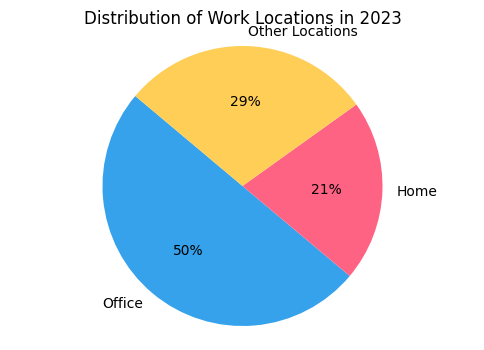 Distribution of Work Locations in 2023
Other Locations
29%
21%
Home
50%
Office